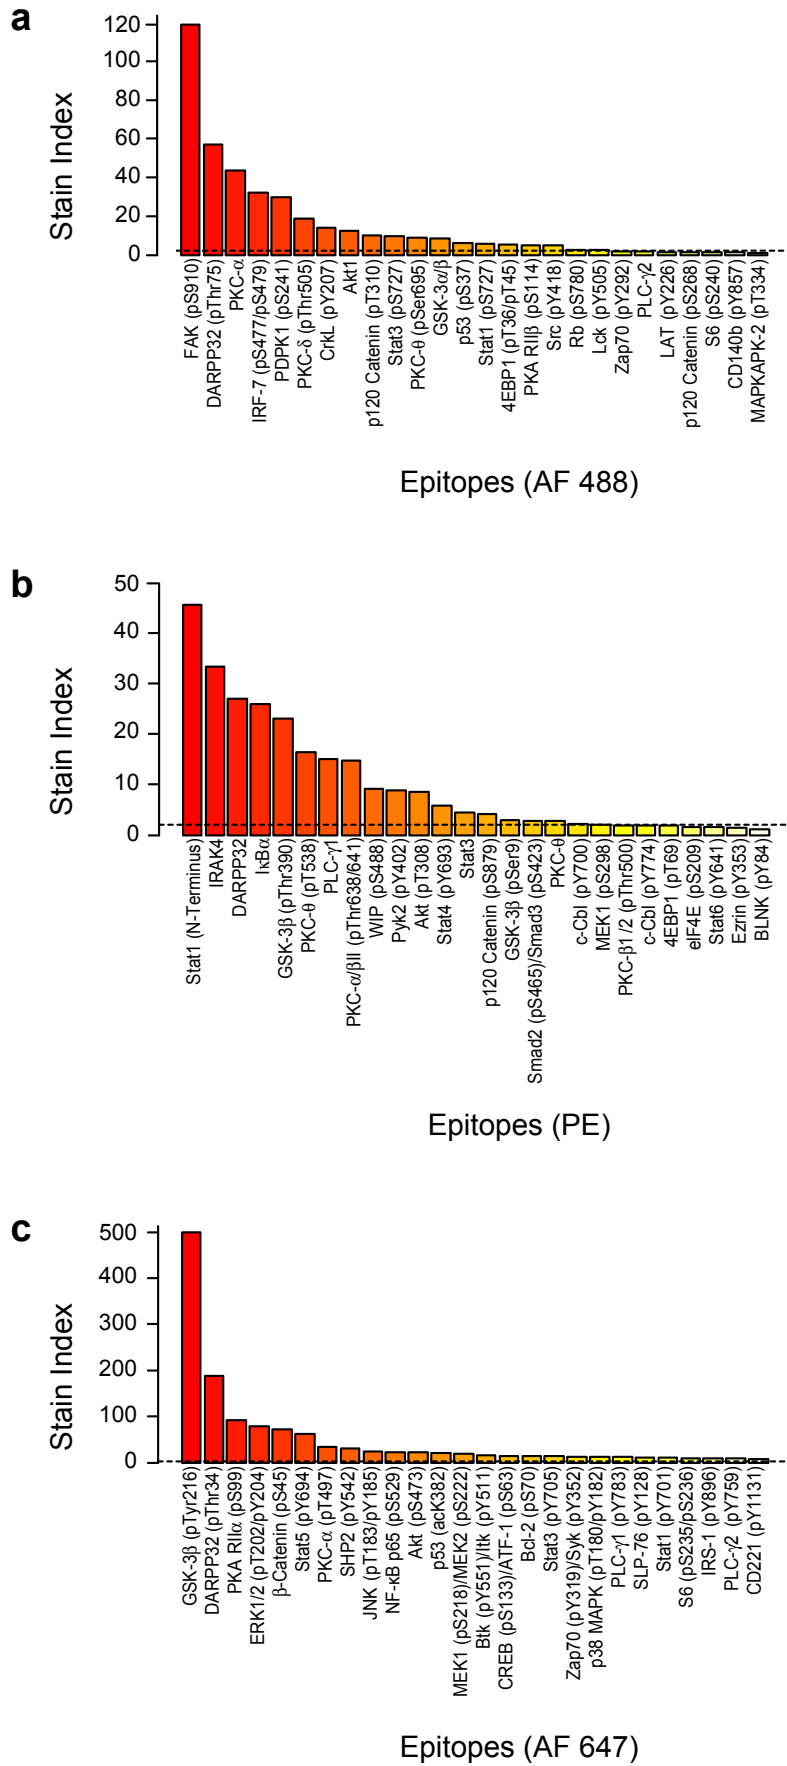 a
Stain Index
120
100
80
60
40
20
0
FAK (pS910)
DARPP32 (pThr75)
PKC-α
IRF-7 (pS477/pS479)
PDPK1 (pS241)
PKC-δ (pThr505)
CrkL (pY207)
Akt1
p120 Catenin (pT310)
Stat3 (pS727)
PKC-θ (pSer695)
GSK-3α/β
p53 (pS37)
Stat1 (pS727)
4EBP1 (pT36/pT45)
PKA RIIβ (pS114)
Src (pY418)
Rb (pS780)
Lck (pY505)
Zap70 (pY292)
PLC-γ2
LAT (pY226)
p120 Catenin (pS268)
S6 (pS240)
CD140b (pY857)
MAPKAPK-2 (pT334)
Epitopes (AF 488)
b
Stain Index
50
40
30
20
10
0
Stat1 (N-Terminus)
IRAK4
DARPP32
IκBα
GSK-3β (pThr390)
PKC-θ (pT538)
PLC-γ1
PKC-α/βII (pThr638/641)
WIP (pS488)
Pyk2 (pY402)
Akt (pT308)
Stat4 (pY693)
Stat3
p120 Catenin (pS879)
GSK-3β (pSer9)
Smad2 (pS465)/Smad3 (pS423)
PKC-θ
c-Cbl (pY700)
MEK1 (pS298)
PKC-β1/2 (pThr500)
c-Cbl (pY774)
4EBP1 (pT69)
eIF4E (pS209)
Stat6 (pY641)
Ezrin (pY353)
BLNK (pY84)
Epitopes (PE)
c
Stain Index
500
400
300
200
100
0
GSK-3β (pTyr216)
DARPP32 (pThr34)
PKA RIIα (pS99)
ERK1/2 (pT202/pY204)
β-Catenin (pS45)
Stat5 (pY694)
PKC-α (pT497)
SHP2 (pY542)
JNK (pT183/pY185)
NF-κB p65 (pS529)
Akt (pS473)
p53 (acK382)
MEK1 (pS218)/MEK2 (pS222)
Btk (pY551)/Itk (pY511)
CREB (pS133)/ATF-1 (pS63)
Bcl-2 (pS70)
Stat3 (pY705)
Zap70 (pY319)/Syk (pY352)
p38 MAPK (pT180/pY182)
PLC-γ1 (pY783)
SLP-76 (pY128)
Stat1 (pY701)
S6 (pS235/pS236)
IRS-1 (pY896)
PLC-γ2 (pY759)
CD221 (pY1131)
Epitopes (AF 647)